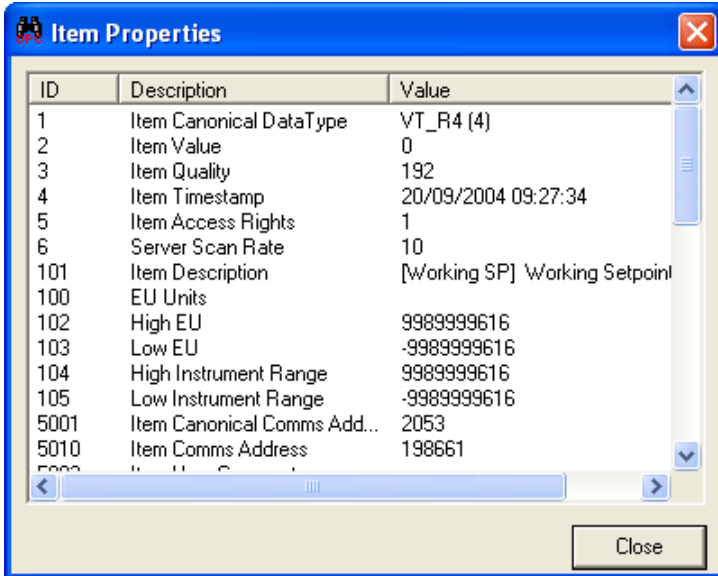 Item Properties
ID Description Value
1 Item Canonical DataType VT_R4 (4)
2 Item Value 0
3 Item Quality 192
4 Item Timestamp 20/09/2004 09:27:34
5 Item Access Rights 1
6 Server Scan Rate 10
101 Item Description [Working SP] Working Setpoint
100 EU Units
102 High EU 9989999616
103 Low EU -9989999616
104 High Instrument Range 9989999616
105 Low Instrument Range -9989999616
5001 Item Canonical Comms Add... 2053
5010 Item Comms Address 198661
Close